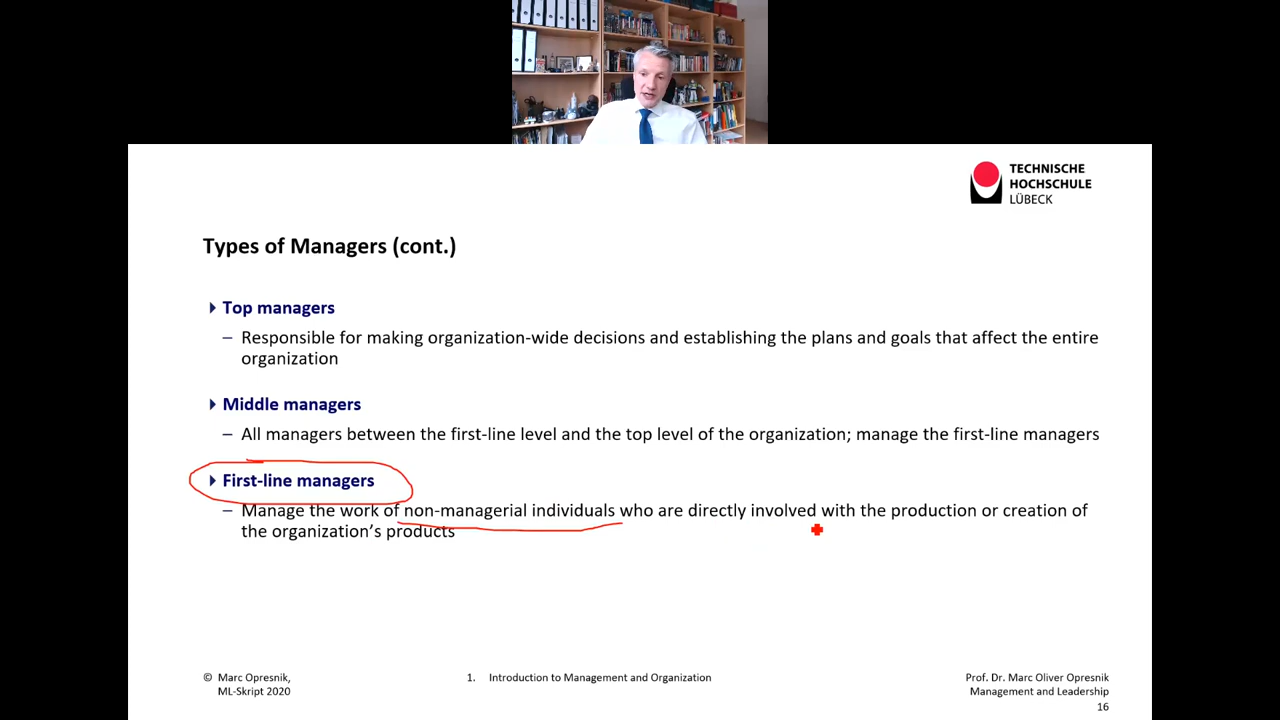 TECHNISCHE
HOCHSCHULE
LÜBECK
Types of Managers (cont.)
Top managers
– Responsible for making organization-wide decisions and establishing the plans and goals that affect the entire
organization
Middle managers
– All managers between the first-line level and the top level of the organization; manage the first-line managers
First-line managers
– Manage the work of non-managerial individuals who are directly involved with the production or creation of
the organization's products
© Marc Opresnik,
ML-Skript 2020
1. Introduction to Management and Organization
Prof. Dr. Marc Oliver Opresnik
Management and Leadership
16